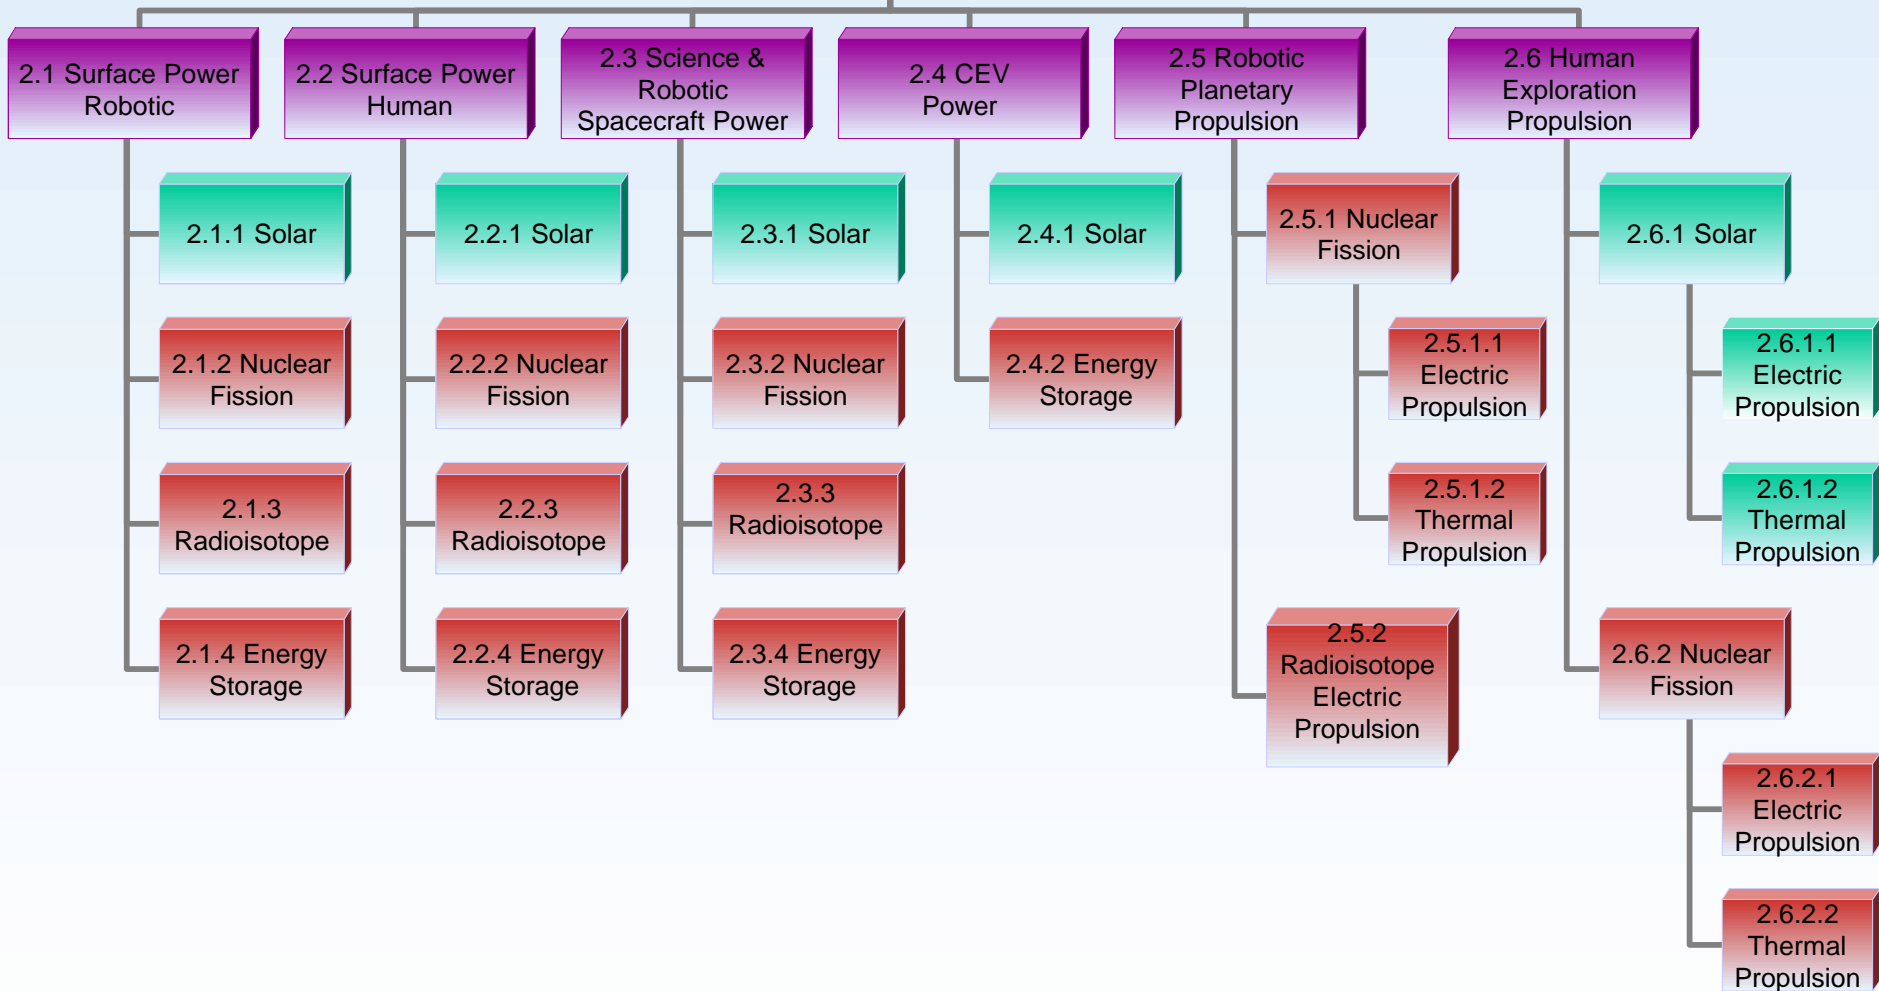 2.1 Surface Power
Robotic
2.2 Surface Power
Human
2.3 Science &
Robotic
Spacecraft Power
2.4 CEV
Power
2.5 Robotic
Planetary
Propulsion
2.6 Human
Exploration
Propulsion
2.1.1 Solar
2.2.1 Solar
2.3.1 Solar
2.4.1 Solar
2.5.1 Nuclear
Fission
2.6.1 Solar
2.1.2 Nuclear
Fission
2.2.2 Nuclear
Fission
2.3.2 Nuclear
Fission
2.4.2 Energy
Storage
2.5.1.1
Electric
Propulsion
2.6.1.1
Electric
Propulsion
2.1.3
Radioisotope
2.2.3
Radioisotope
2.3.3
Radioisotope
2.5.1.2
Thermal
Propulsion
2.6.1.2
Thermal
Propulsion
2.1.4 Energy
Storage
2.2.4 Energy
Storage
2.3.4 Energy
Storage
2.5.2
Radioisotope
Electric
Propulsion
2.6.2 Nuclear
Fission
2.6.2.1
Electric
Propulsion
2.6.2.2
Thermal
Propulsion